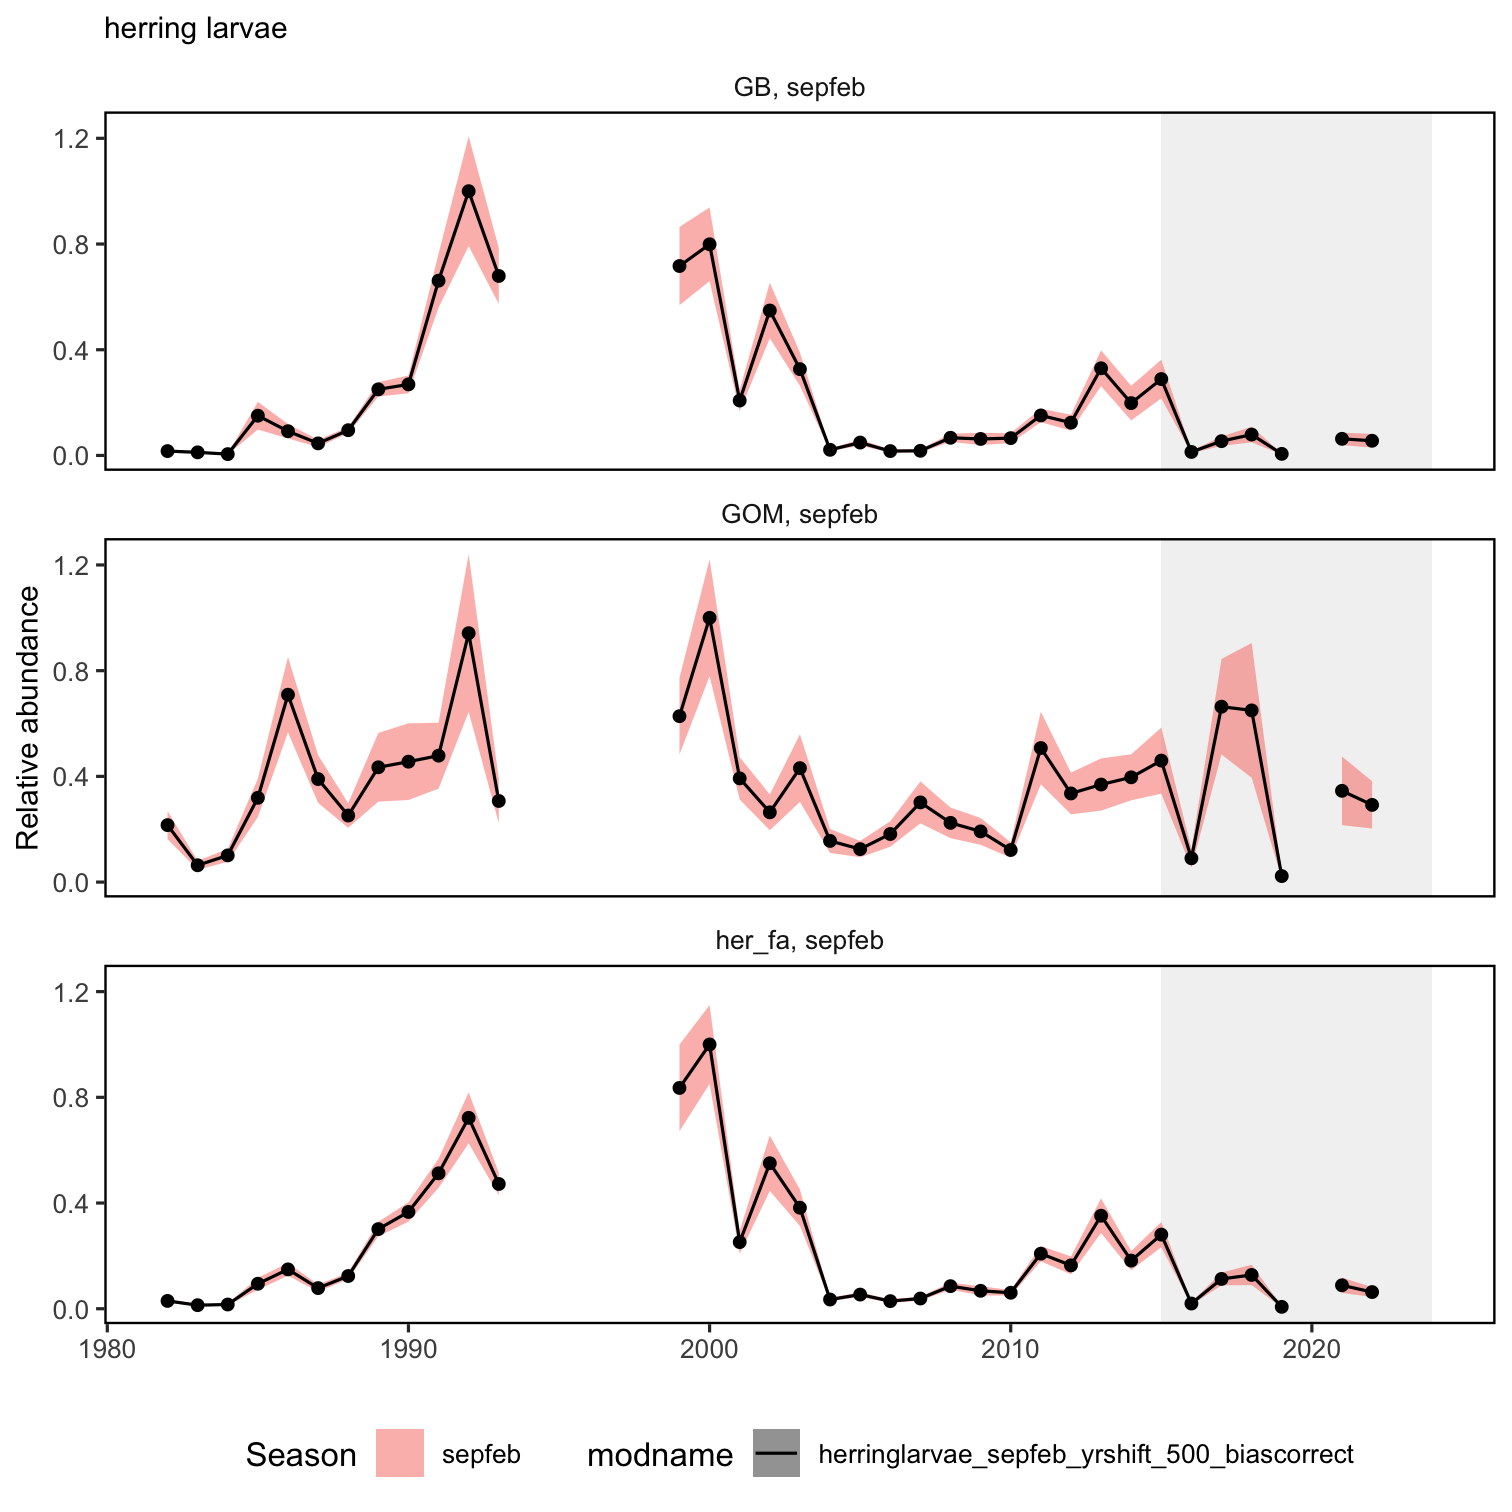 herring larvae
GB, sepfeb
1.2
0.8
0.4
0.0
GOM, sepfeb
1.2
0.8
0.4
0.0
Relative abundance
her_fa, sepfeb
1.2
0.8
0.4
0.0
1980 1990 2000 2010 2020
Season sepfeb modname herringlarvae_sepfeb_yrshift_500_biascorrect